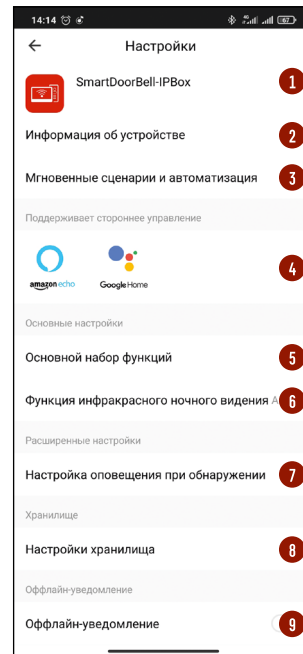 14:14 4G 67
Настройки
SmartDoorBell-IPBox 1
Информация об устройстве 2
Мгновенные сценарии и автоматизация 3
Поддерживает стороннее управление
amazon echo Google Home 4
Основные настройки
Основной набор функций 5
Функция инфракрасного ночного видения А 6
Расширенные настройки
Настройка оповещения при обнаружении 7
Хранилище
Настройки хранилища 8
Оффлайн-уведомление
Оффлайн-уведомление 9